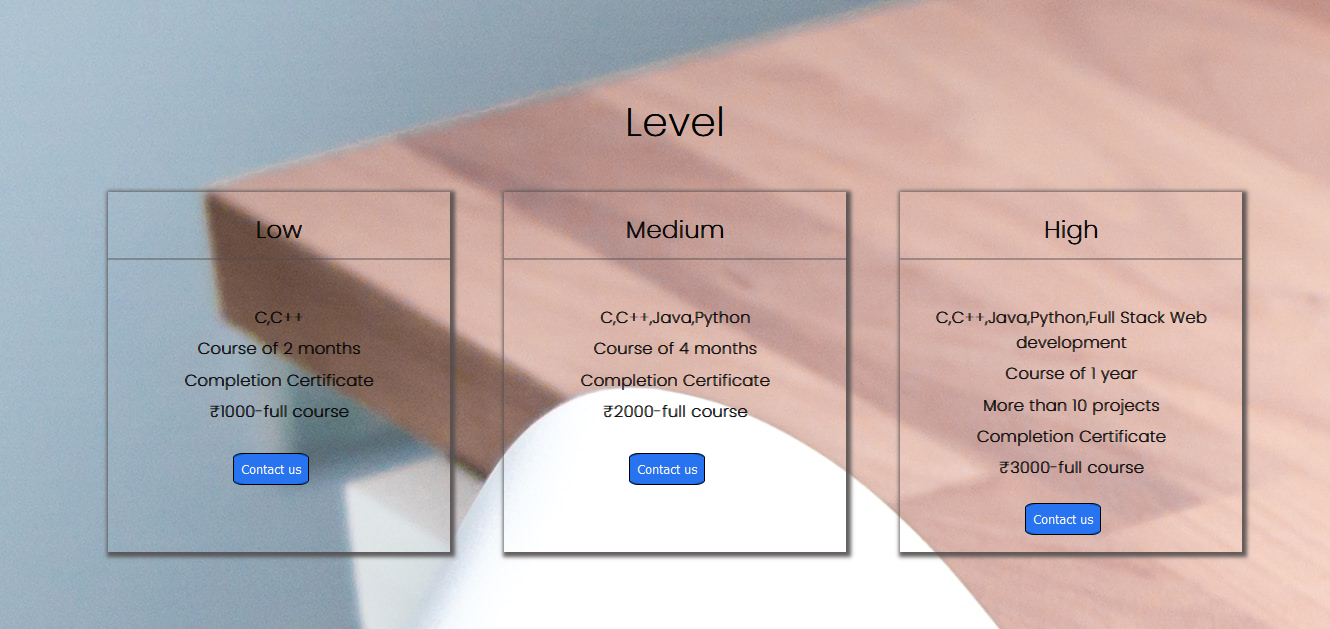 Level
Low
C,C++
Course of 2 months
Completion Certificate
₹1000-full course
Contact us
Medium
C,C++,Java,Python
Course of 4 months
Completion Certificate
₹2000-full course
Contact us
High
C,C++,Java,Python,Full Stack Web
development
Course of 1 year
More than 10 projects
Completion Certificate
₹3000-full course
Contact us